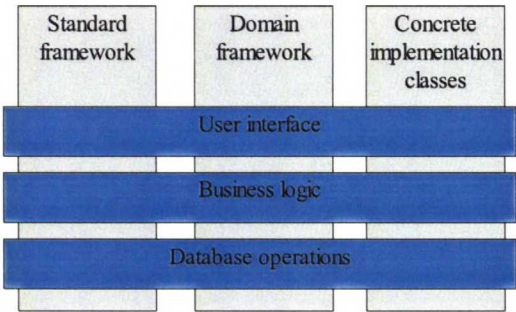 Standard
framework
Domain
framework
Concrete
implementation
classes
User interface
Business logic
Database operations